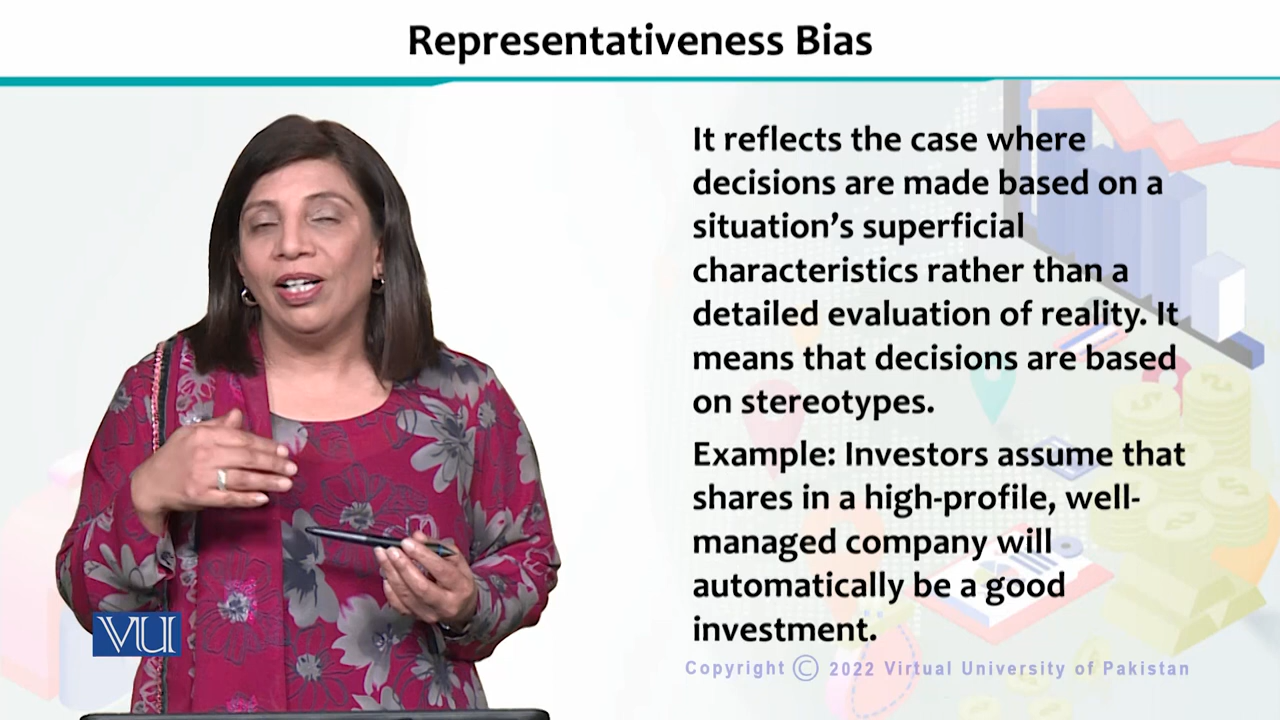 Representativeness Bias
It reflects the case where
decisions are made based on a
situation's superficial
characteristics rather than a
detailed evaluation of reality. It
means that decisions are based
on stereotypes.
Example: Investors assume that
shares in a high-profile, well-
managed company will
automatically be a good
investment.
VU
Copyright © 2022 Virtual University of Pakistan